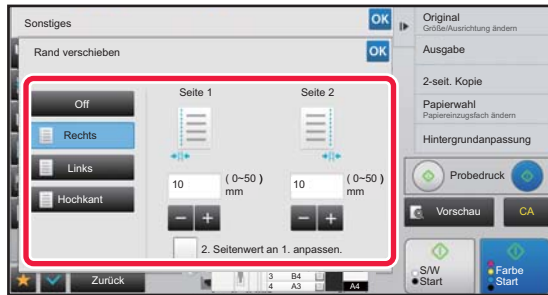 Sonstiges
OK
Rand verschieben
OK
Off
Rechts
Links
Hochkant
Seite 1
Seite 2
10
(0~50)
mm
10
(0~50)
mm
2. Seitenwert an 1. anpassen.
Zurück
3 B4
4 A3
A4
Original
Größe/Ausrichtung ändern
Ausgabe
2-seit. Kopie
Papierwahl
Papiereinzugsfach ändern
Hintergrundanpassung
Probedruck
Vorschau
CA
S/W
Start
Farbe
Start